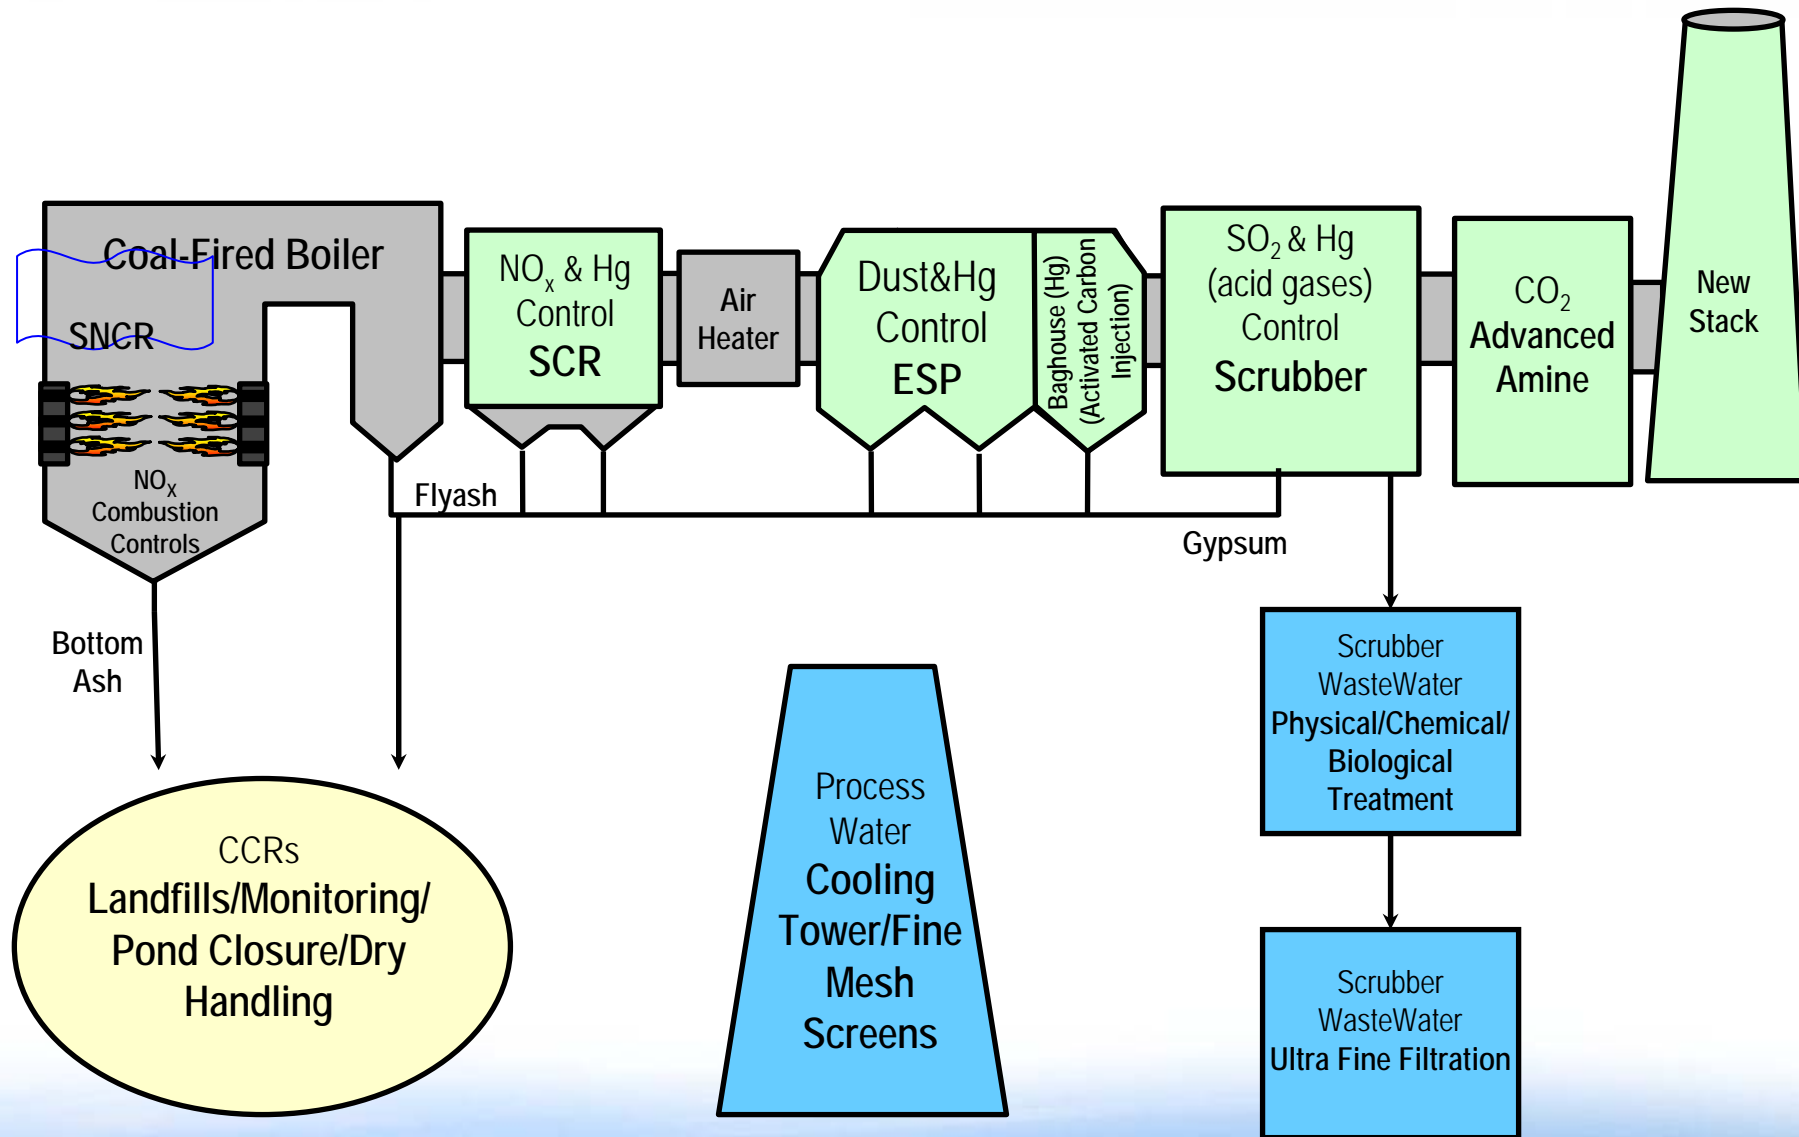 Coal-Fired Boiler
SNCR
NOX
Combustion
Controls
NOx & Hg
Control
SCR
Air
Heater
Dust&Hg
Control
ESP
Baghouse (Hg)
(Activated Carbon
Injection)
SO2 & Hg
(acid gases)
Control
Scrubber
CO2
Advanced
Amine
New
Stack
Flyash
Gypsum
Bottom
Ash
CCRs
Landfills/Monitoring/
Pond Closure/Dry
Handling
Process
Water
Cooling
Tower/Fine
Mesh
Screens
Scrubber
WasteWater
Physical/Chemical/
Biological
Treatment
Scrubber
WasteWater
Ultra Fine Filtration